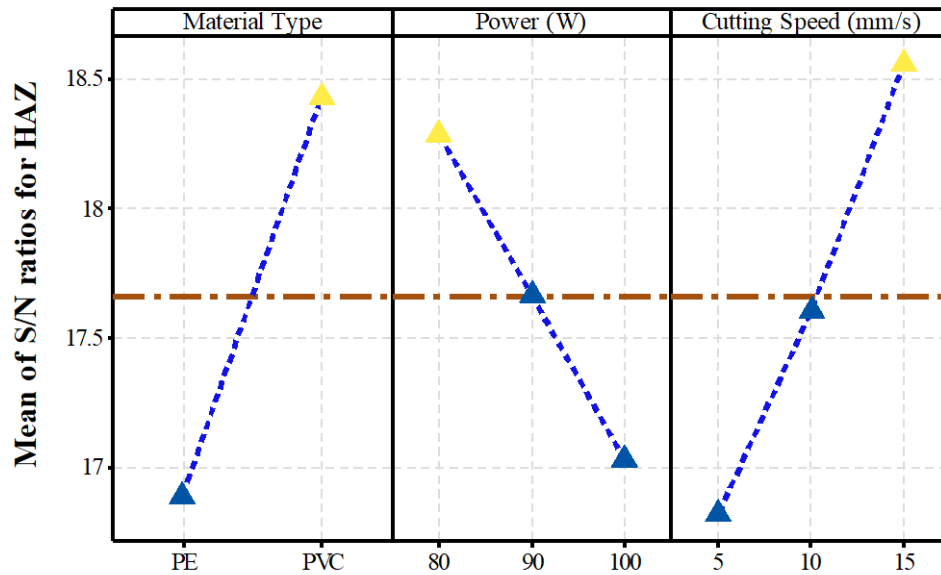 Material Type
Power (W)
Cutting Speed (mm/s)
Mean of S/N ratios for HAZ
18.5
18
17.5
17
PE
PVC
80
90
100
5
10
15